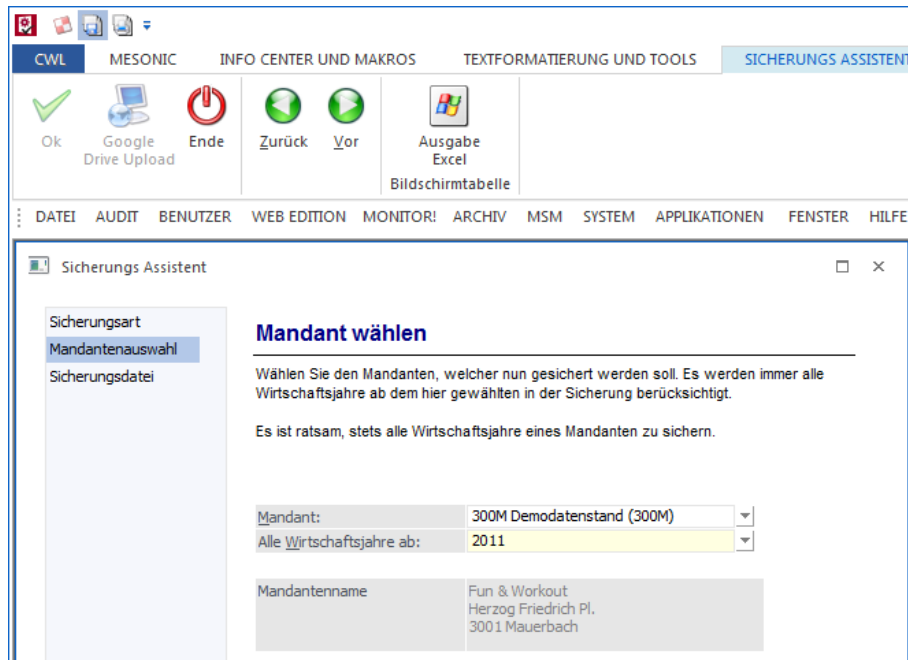 CWL MESONIC INFO CENTER UND MAKROS TEXTFORMATIERUNG UND TOOLS SICHERUNGS ASSISTENT
Ok Google Drive Upload Ende Zurück Vor Ausgabe Excel
Bildschirmtabelle
DATEI AUDIT BENUTZER WEB EDITION MONITOR! ARCHIV MSM SYSTEM APPLIKATIONEN FENSTER HILFE
Sicherungs Assistent
Sicherungsart
Mandantenauswahl
Sicherungsdatei
Mandant wählen
Wählen Sie den Mandanten, welcher nun gesichert werden soll. Es werden immer alle
Wirtschaftsjahre ab dem hier gewählten in der Sicherung berücksichtigt.
Es ist ratsam, stets alle Wirtschaftsjahre eines Mandanten zu sichern.
Mandant: 300M Demodatenstand (300M)
Alle Wirtschaftsjahre ab: 2011
Mandantenname Fun & Workout
Herzog Friedrich Pl.
3001 Mauerbach